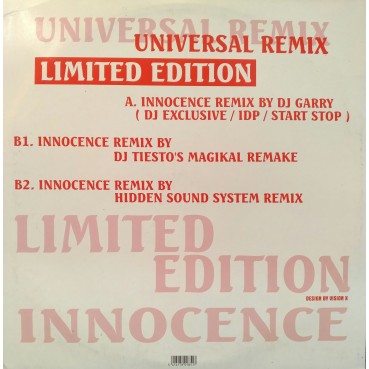 UNIVERSAL REMIX
UNIVERSAL REMIX
LIMITED EDITION
A. INNOCENCE REMIX BY DJ GARRY
( DJ EXCLUSIVE / IDP / START STOP )
B1. INNOCENCE REMIX BY
DJ TIESTO'S MAGIKAL REMAKE
B2. INNOCENCE REMIX BY
HIDDEN SOUND SYSTEM REMIX
LIMITED
EDITION
DESIGN BY VISION 8
INNOCENCE